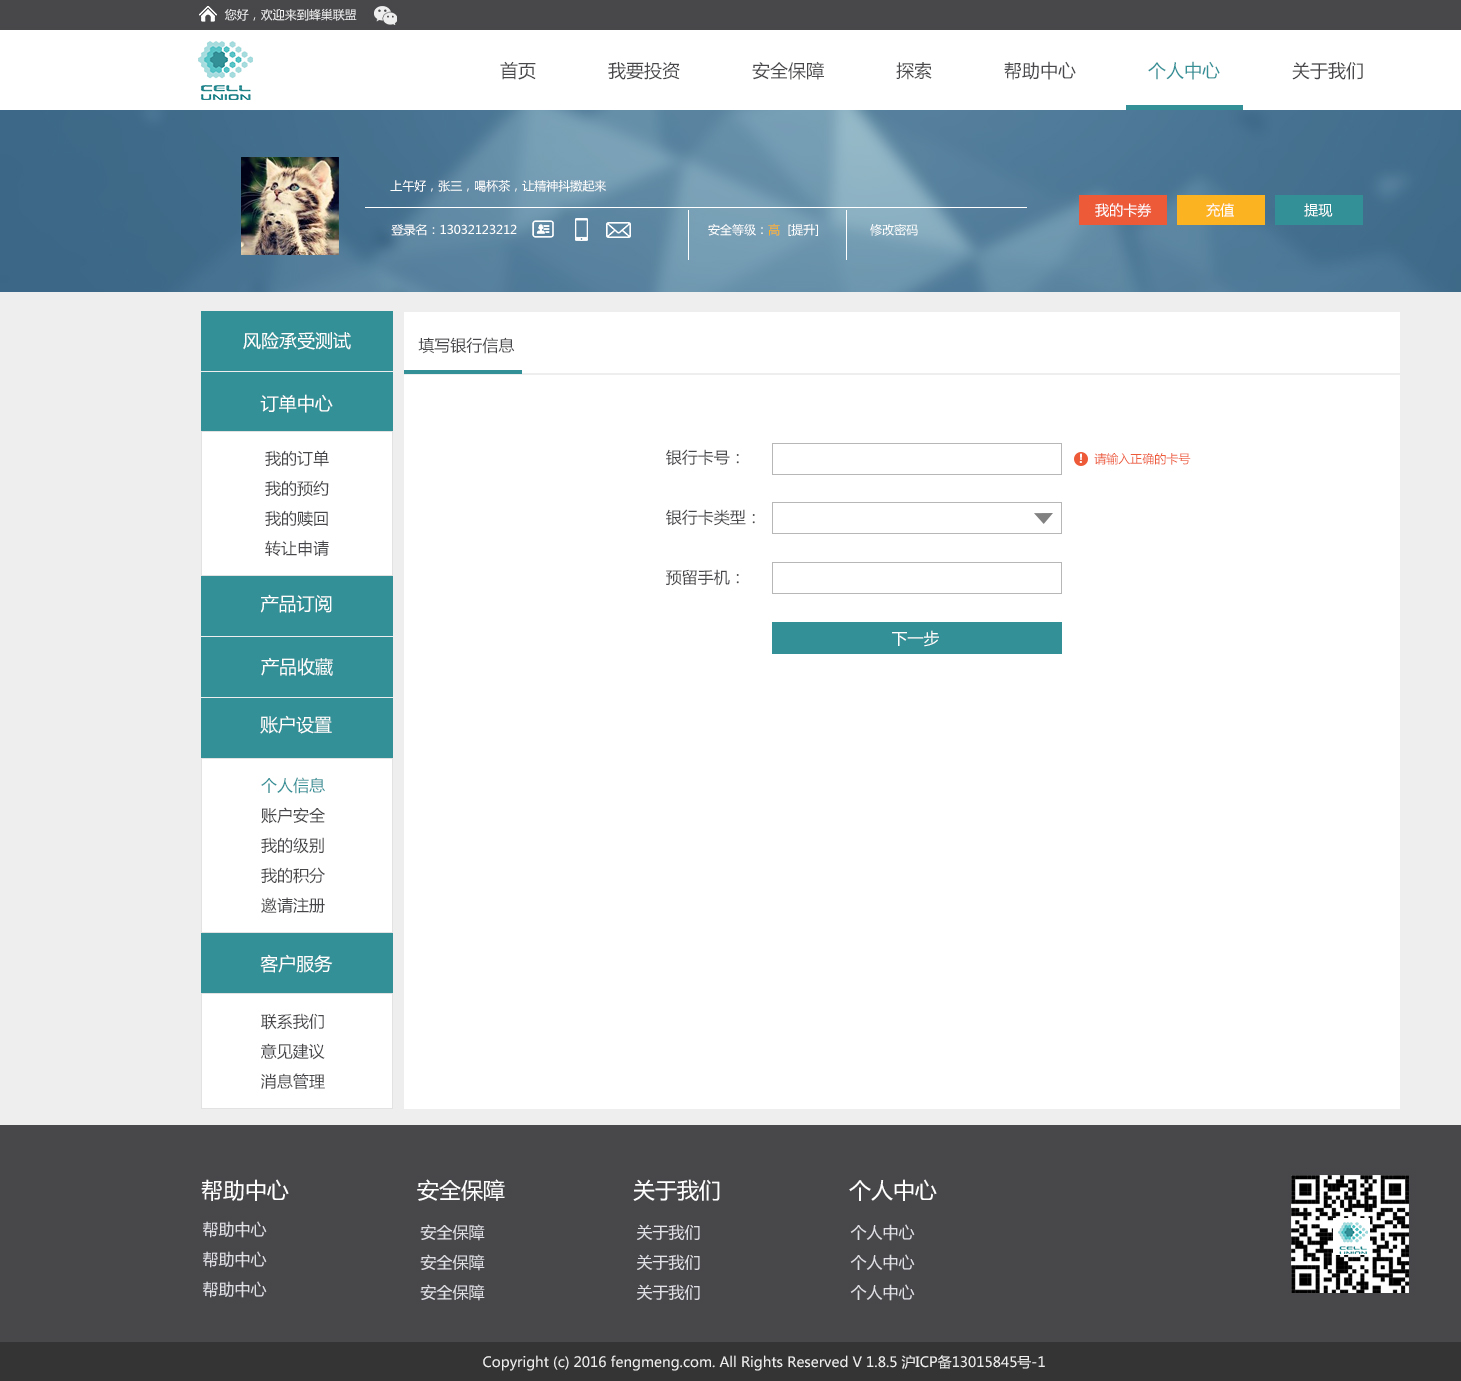 您好，欢迎来到蜂巢联盟
CELL
UNION
首页 我要投资 安全保障 探索 帮助中心 个人中心 关于我们
上午好，张三，喝杯茶，让精神抖擞起来
登录名：13032123212 安全等级：高 [提升] 修改密码
我的卡券 充值 提现
风险承受测试
订单中心
我的订单
我的预约
我的赎回
转让申请
产品订阅
产品收藏
账户设置
个人信息
账户安全
我的级别
我的积分
邀请注册
客户服务
联系我们
意见建议
消息管理
填写银行信息
银行卡号： 请输入正确的卡号
银行卡类型：
预留手机：
下一步
帮助中心 安全保障 关于我们 个人中心
帮助中心 安全保障 关于我们 个人中心
帮助中心 安全保障 关于我们 个人中心
帮助中心 安全保障 关于我们 个人中心
CELL
UNION
Copyright (c) 2016 fengmeng.com. All Rights Reserved V 1.8.5 沪ICP备13015845号-1